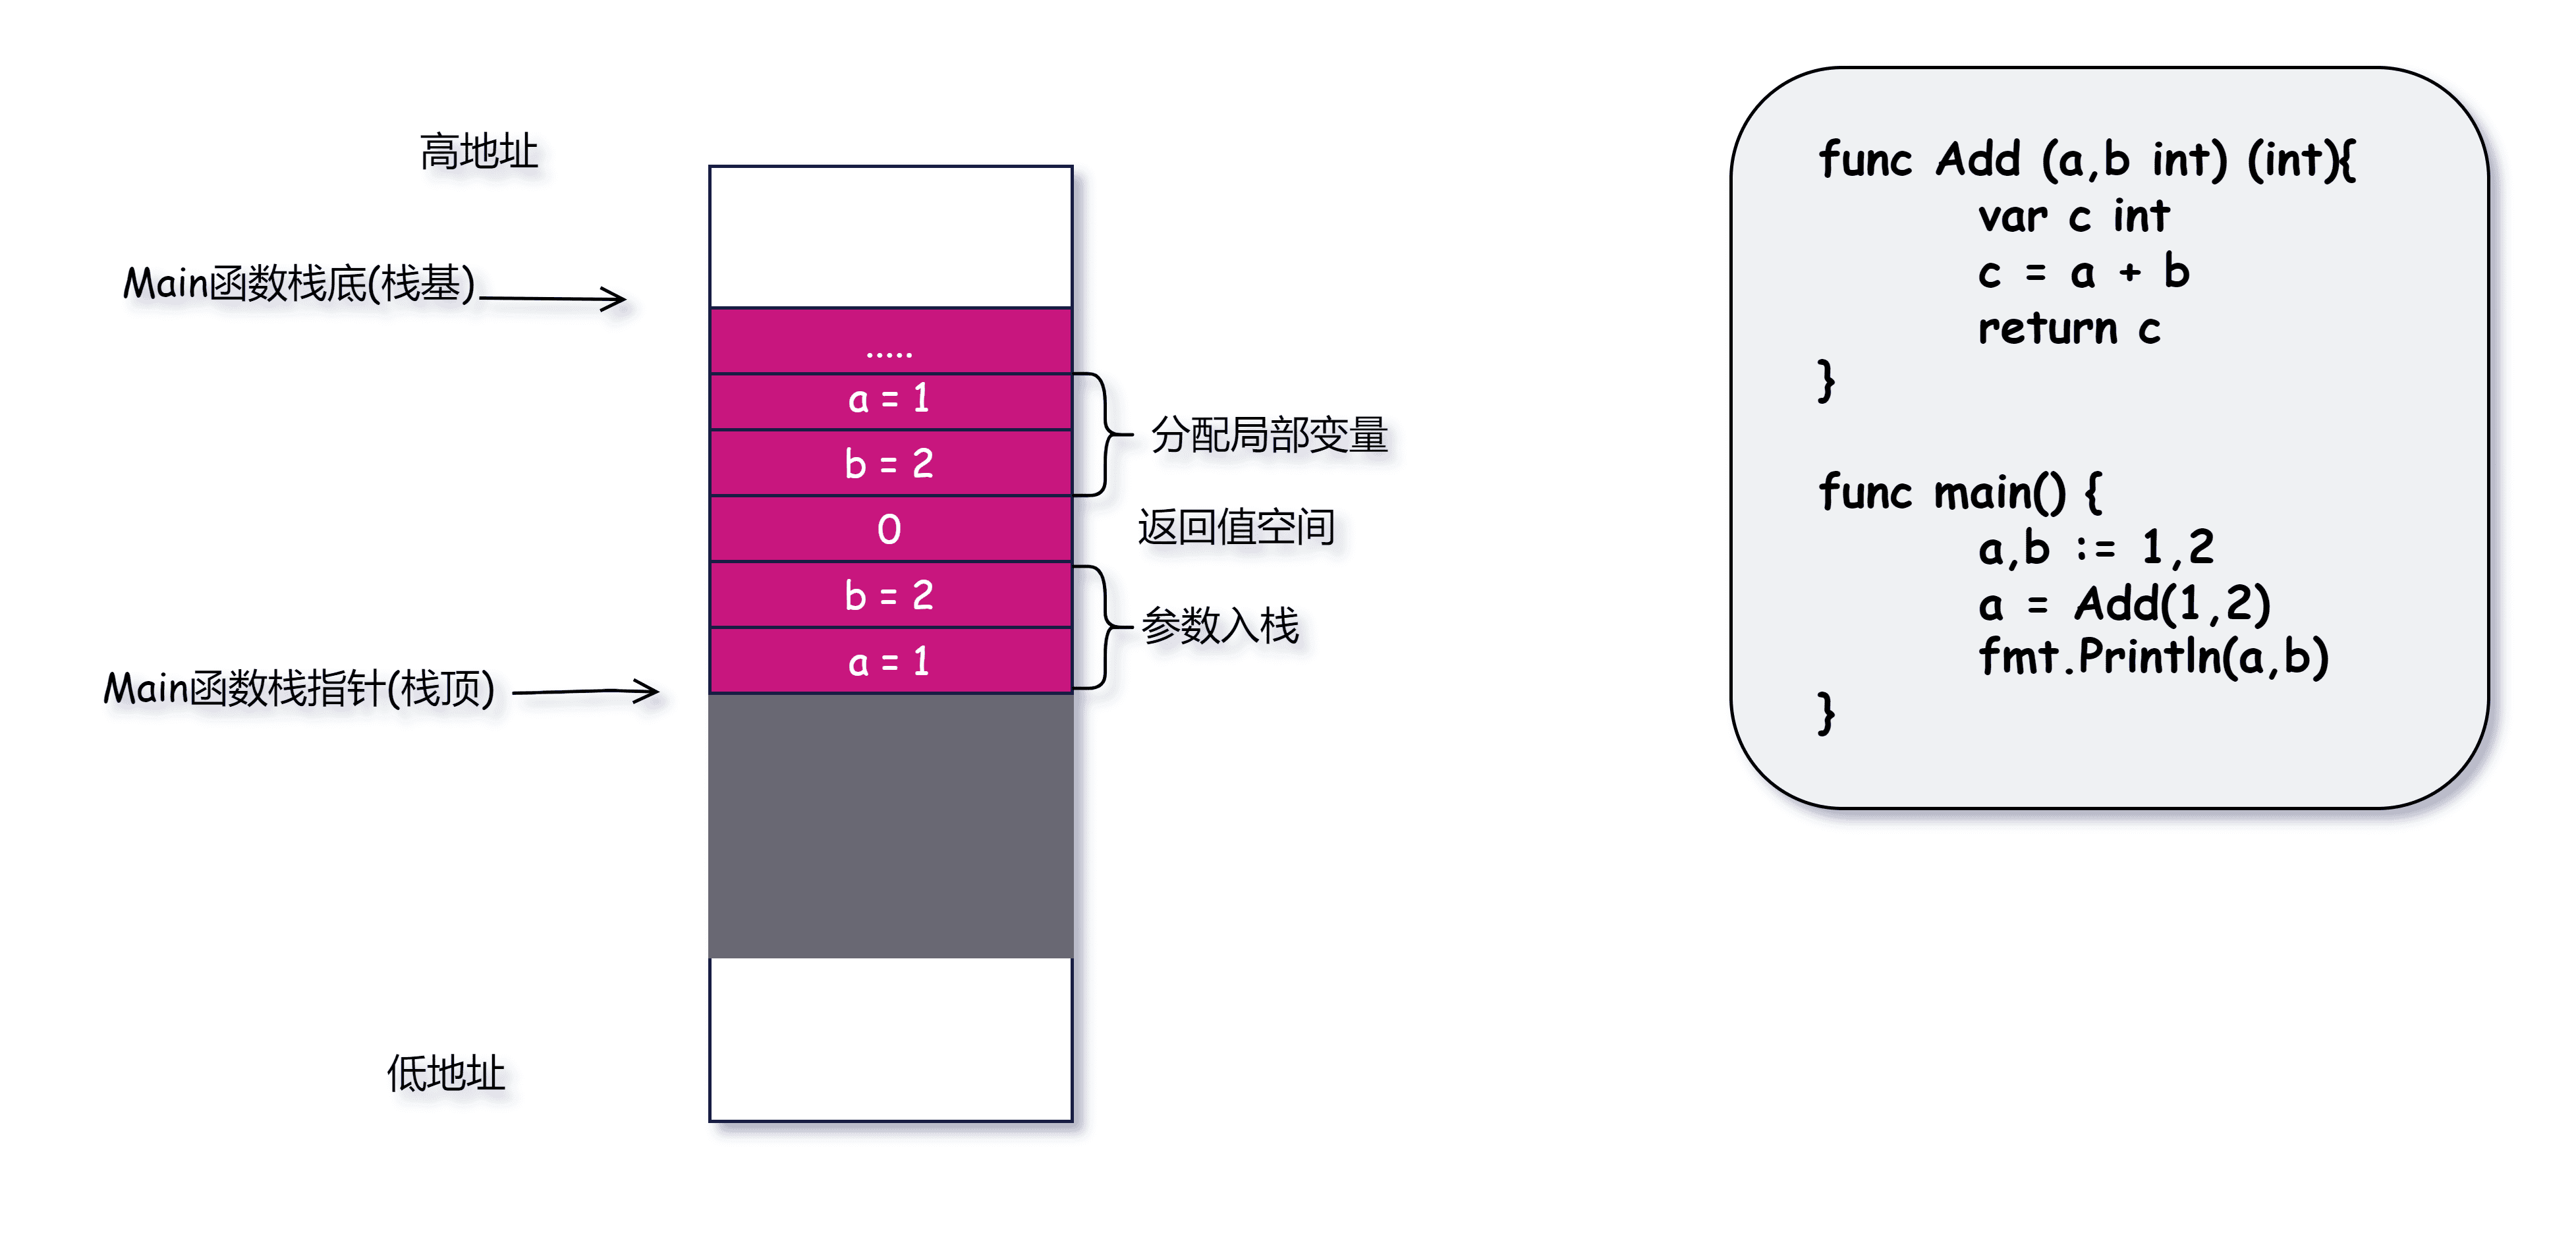 高地址
Main函数栈底(栈基)
.....
a = 1
b = 2
分配局部变量
0
返回值空间
b = 2
a = 1
参数入栈
Main函数栈指针(栈顶)
低地址
func Add (a,b int) (int){
var c int
c = a + b
return c
}
func main() {
a,b := 1,2
a = Add(1,2)
fmt.Println(a,b)
}